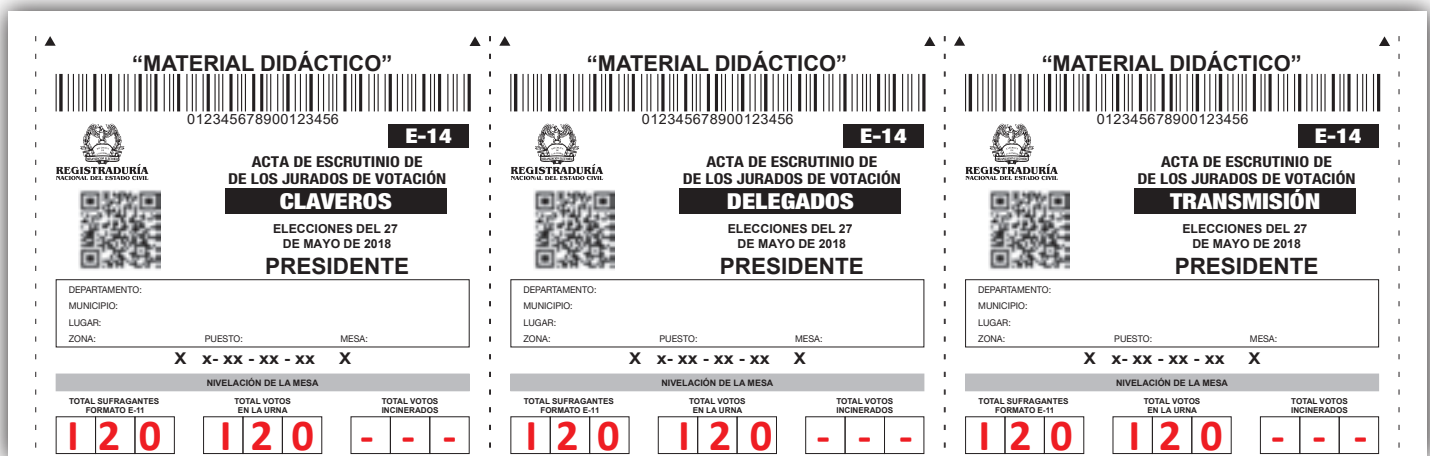 “MATERIAL DIDÁCTICO”
012345678900123456
E-14
REGISTRADURÍA
NACIONAL DEL ESTADO CIVIL
ACTA DE ESCRUTINIO DE
DE LOS JURADOS DE VOTACIÓN
CLAVEROS
ELECCIONES DEL 27
DE MAYO DE 2018
PRESIDENTE
DEPARTAMENTO:
MUNICIPIO:
LUGAR:
ZONA: PUESTO: MESA:
X x- xx - xx - xx X
NIVELACIÓN DE LA MESA
TOTAL SUFRAGANTES FORMATO E-11
TOTAL VOTOS EN LA URNA
TOTAL VOTOS INCINERADOS
I 2 0 I 2 0 - - -
“MATERIAL DIDÁCTICO”
012345678900123456
E-14
REGISTRADURÍA
NACIONAL DEL ESTADO CIVIL
ACTA DE ESCRUTINIO DE
DE LOS JURADOS DE VOTACIÓN
DELEGADOS
ELECCIONES DEL 27
DE MAYO DE 2018
PRESIDENTE
DEPARTAMENTO:
MUNICIPIO:
LUGAR:
ZONA: PUESTO: MESA:
X x- xx - xx - xx X
NIVELACIÓN DE LA MESA
TOTAL SUFRAGANTES FORMATO E-11
TOTAL VOTOS EN LA URNA
TOTAL VOTOS INCINERADOS
I 2 0 I 2 0 - - -
“MATERIAL DIDÁCTICO”
012345678900123456
E-14
REGISTRADURÍA
NACIONAL DEL ESTADO CIVIL
ACTA DE ESCRUTINIO DE
DE LOS JURADOS DE VOTACIÓN
TRANSMISIÓN
ELECCIONES DEL 27
DE MAYO DE 2018
PRESIDENTE
DEPARTAMENTO:
MUNICIPIO:
LUGAR:
ZONA: PUESTO: MESA:
X x- xx - xx - xx X
NIVELACIÓN DE LA MESA
TOTAL SUFRAGANTES FORMATO E-11
TOTAL VOTOS EN LA URNA
TOTAL VOTOS INCINERADOS
I 2 0 I 2 0 - - -